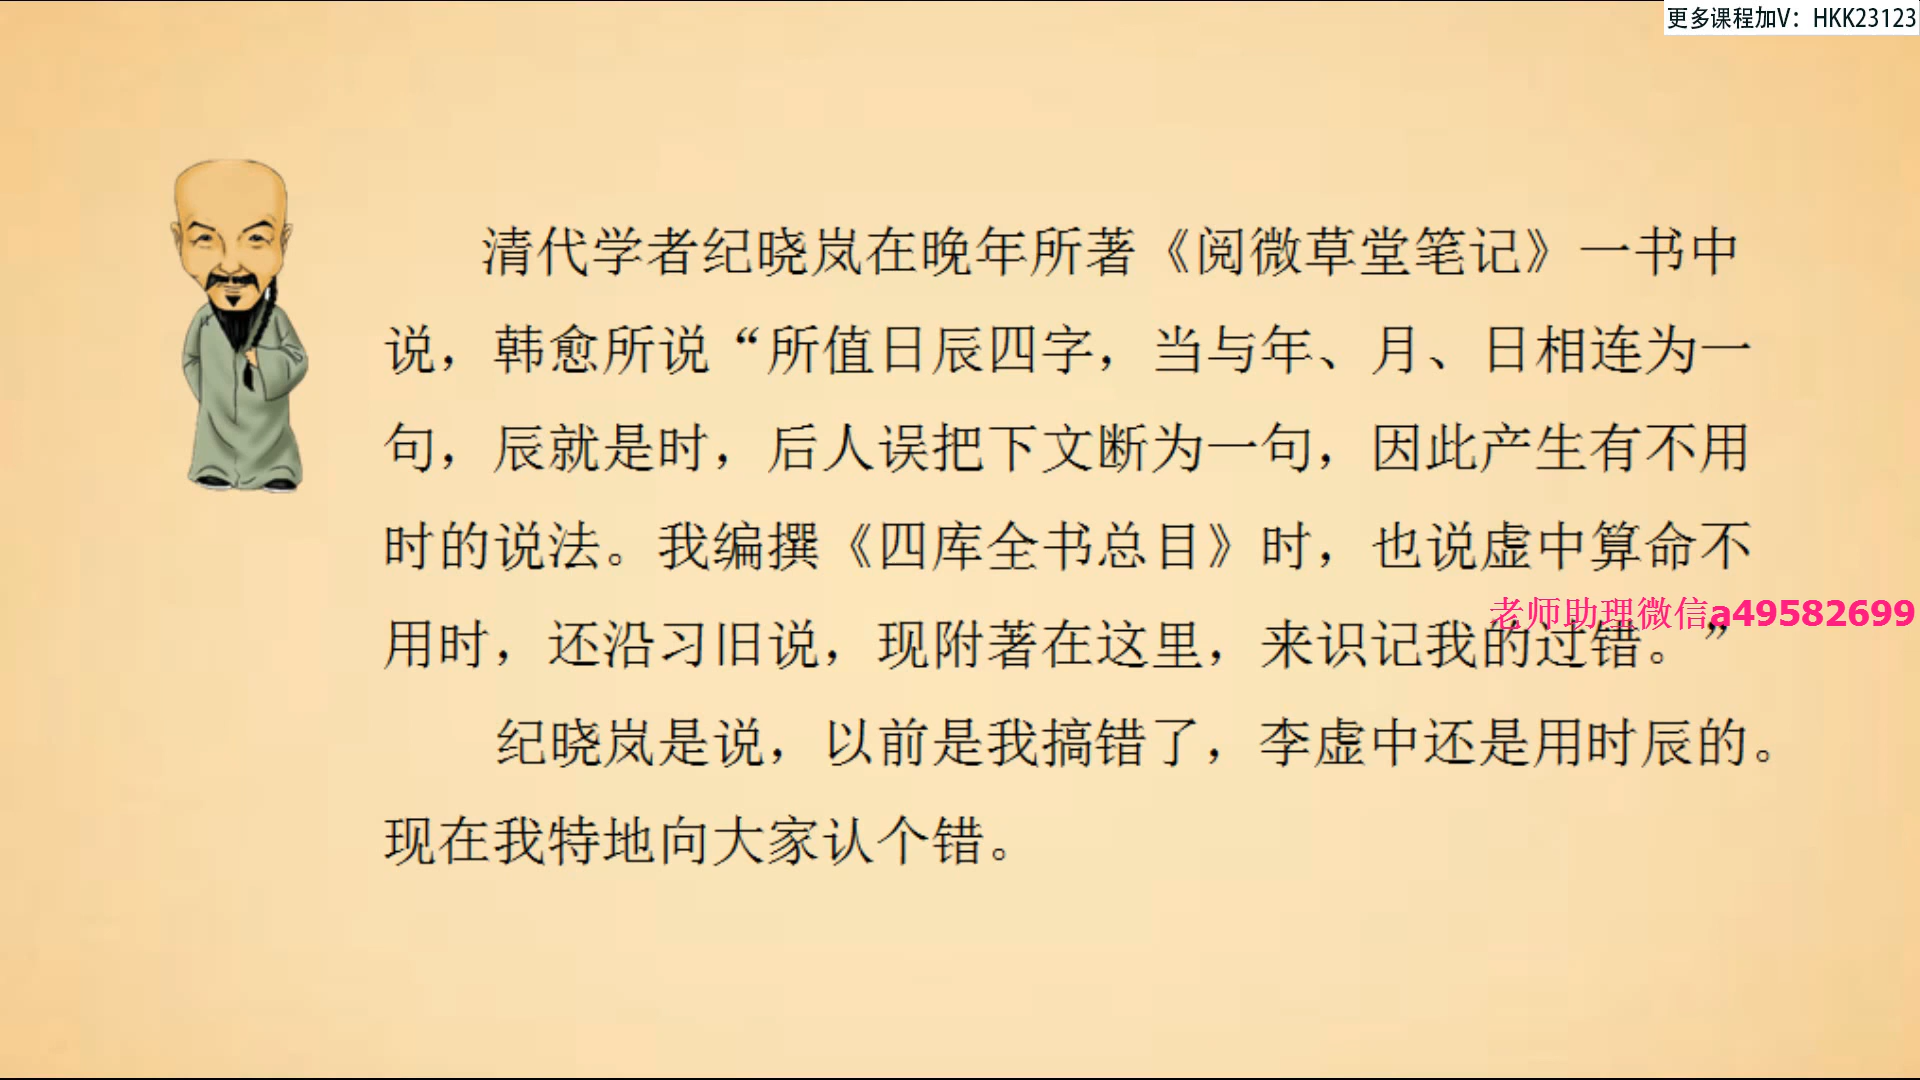 更多课程加V：HKK23123
清代学者纪晓岚在晚年所著《阅微草堂笔记》一书中
说，韩愈所说“所值日辰四字，当与年、月、日相连为一
句，辰就是时，后人误把下文断为一句，因此产生有不用
时的说法。我编撰《四库全书总目》时，也说虚中算命不
老师助理微信a49582699
用时，还沿习旧说，现附著在这里，来识记我的过错。”
纪晓岚是说，以前是我搞错了，李虚中还是用时辰的。
现在我特地向大家认个错。